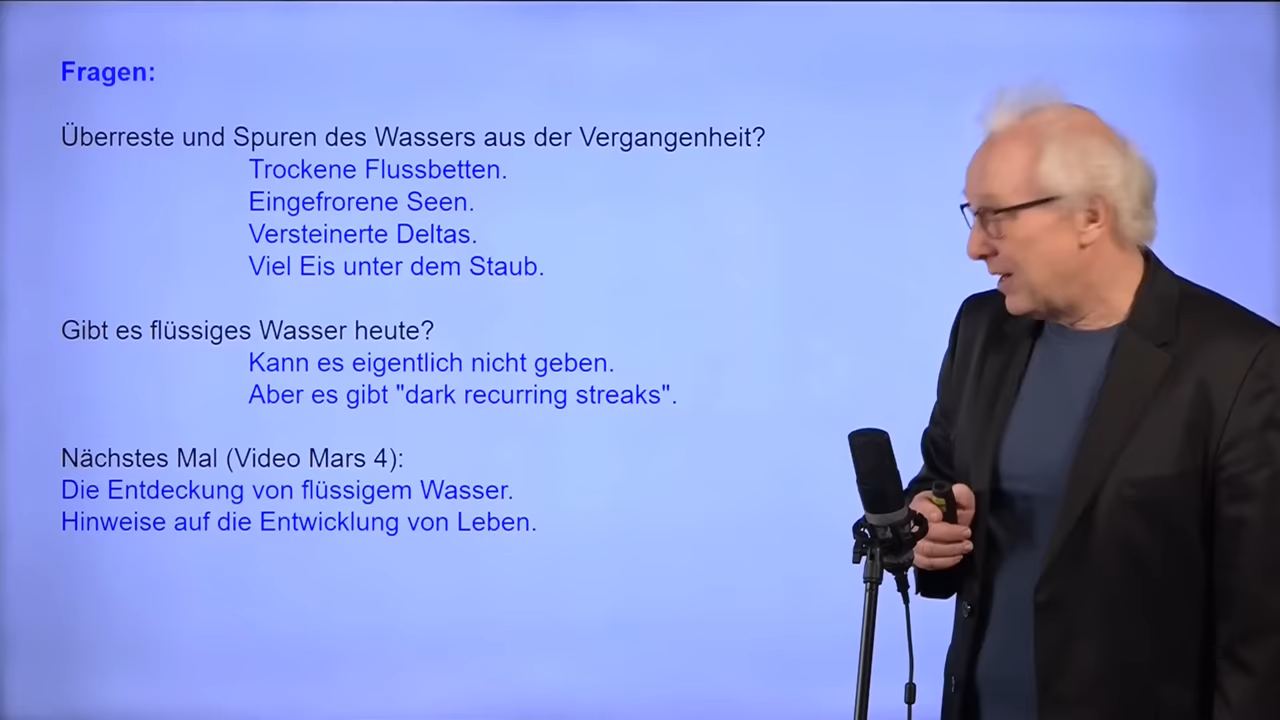 Fragen:
Überreste und Spuren des Wassers aus der Vergangenheit?
Trockene Flussbetten.
Eingefrorene Seen.
Versteinerte Deltas.
Viel Eis unter dem Staub.
Gibt es flüssiges Wasser heute?
Kann es eigentlich nicht geben.
Aber es gibt "dark recurring streaks".
Nächstes Mal (Video Mars 4):
Die Entdeckung von flüssigem Wasser.
Hinweise auf die Entwicklung von Leben.